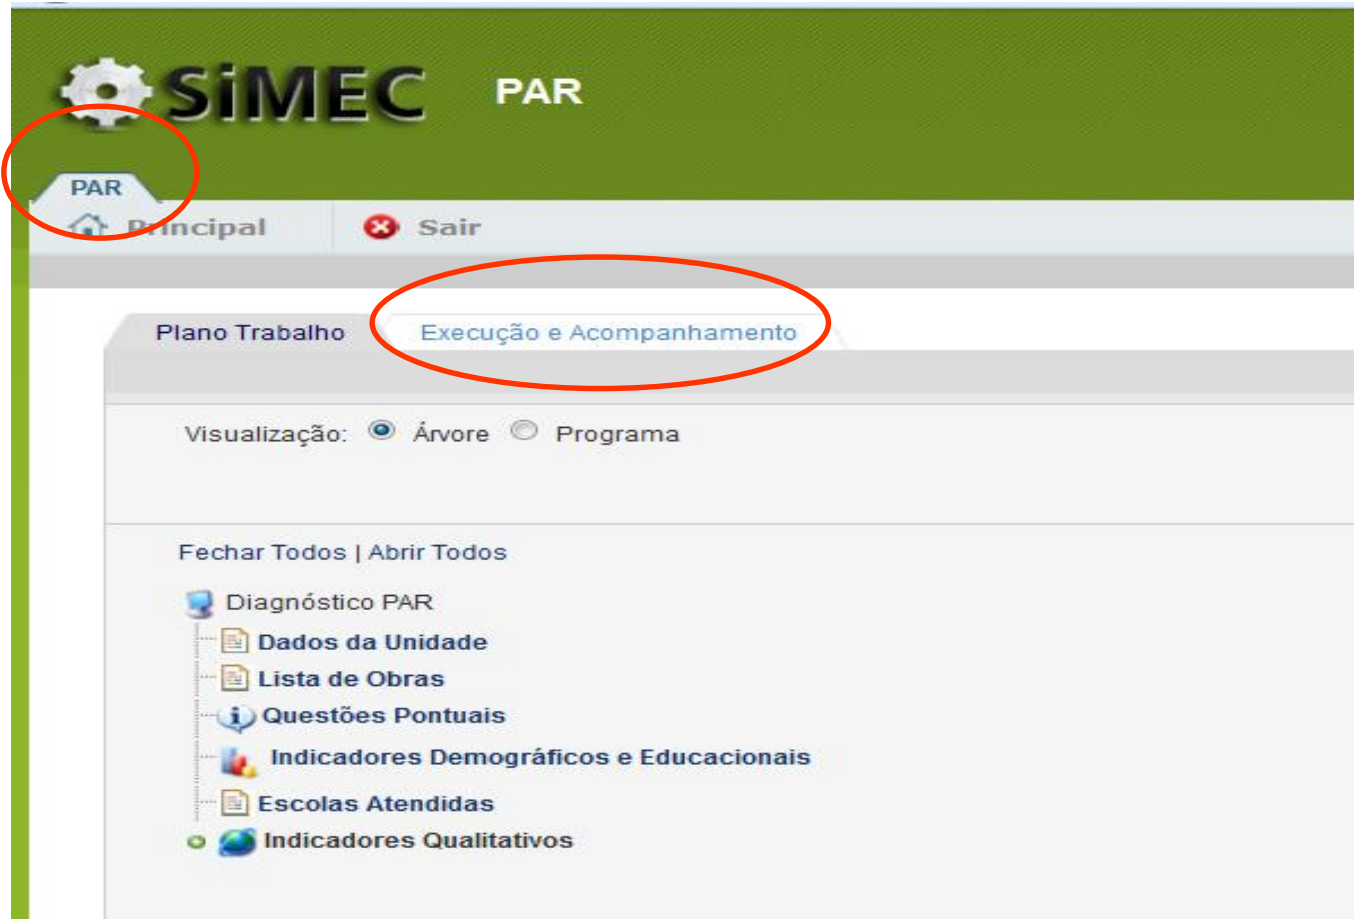 SiMEC PAR
PAR
Principal Sair
Plano Trabalho Execução e Acompanhamento
Visualização: Árvore Programa
Fechar Todos | Abrir Todos
Diagnóstico PAR
Dados da Unidade
Lista de Obras
Questões Pontuais
Indicadores Demográficos e Educacionais
Escolas Atendidas
Indicadores Qualitativos